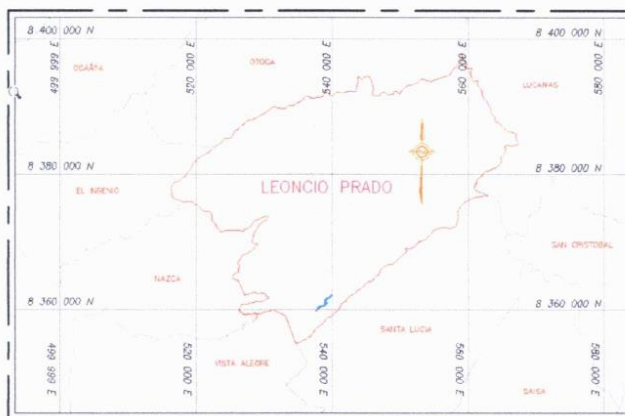 8 400 000 N
499 999 E
520 000 E
540 000 E
560 000 E
580 000 E
8 400 000 N
OCAÑA
OTOCA
LUCANAS
8 380 000 N
8 380 000 N
EL INGENIO
LEONCIO PRADO
SAN CRISTOBAL
NAZCA
8 360 000 N
8 360 000 N
SANTA LUCIA
499 999 E
520 000 E
540 000 E
560 000 E
580 000 E
VISTA ALEGRE